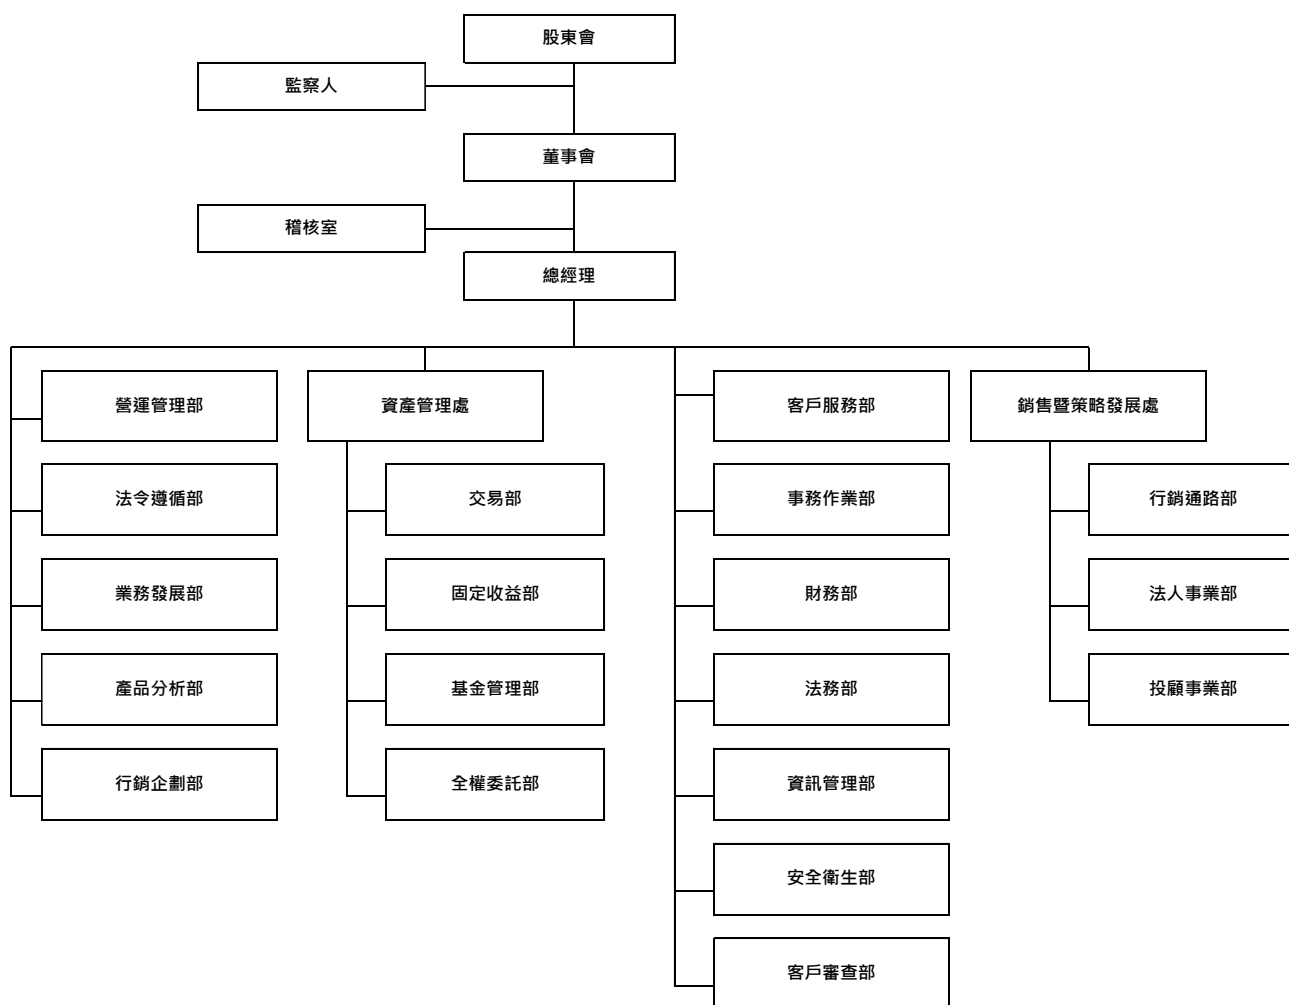 股東會
監察人
董事會
稽核室
總經理
營運管理部
法令遵循部
業務發展部
產品分析部
行銷企劃部
資產管理處
交易部
固定收益部
基金管理部
全權委託部
客戶服務部
事務作業部
財務部
法務部
資訊管理部
安全衛生部
客戶審查部
銷售暨策略發展處
行銷通路部
法人事業部
投顧事業部